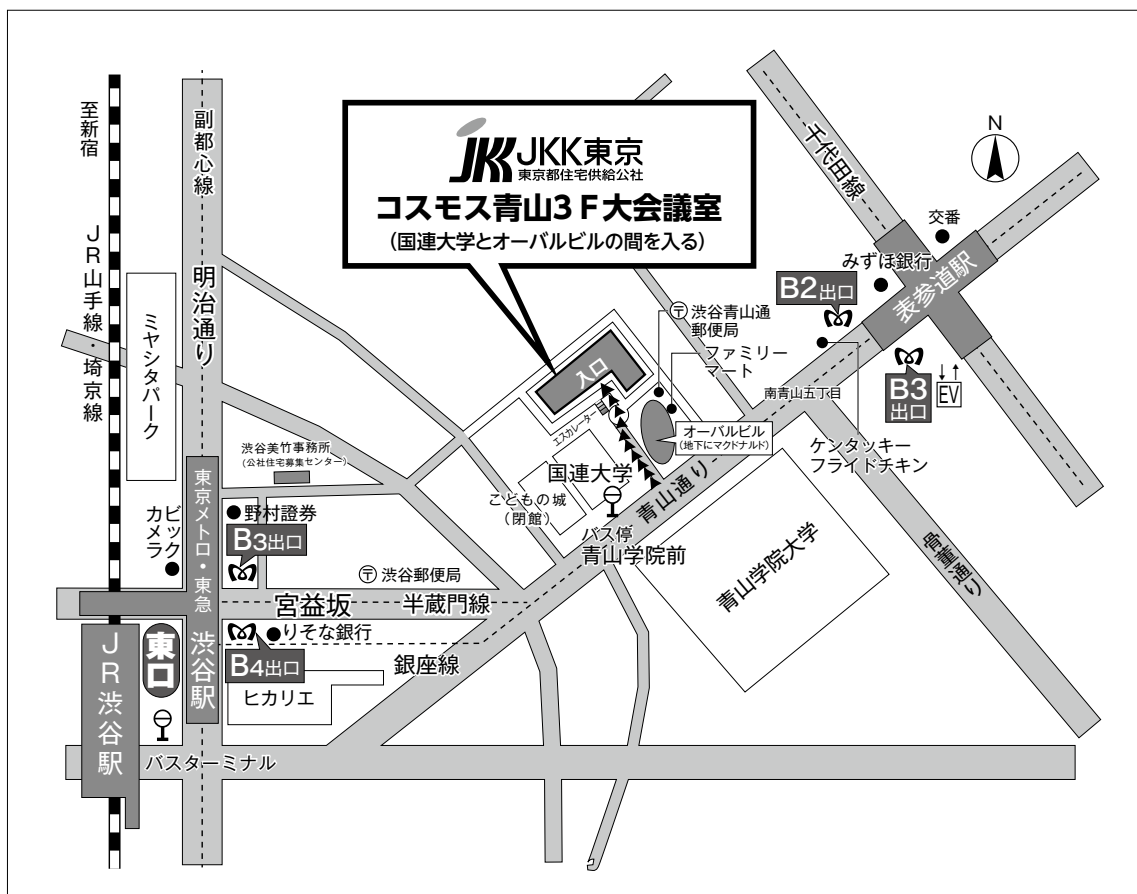 至新宿
JR山手線・埼京線
副都心線
明治通り
ミヤシタパーク
JKK JKK東京
東京都住宅供給公社
コスモス青山3F大会議室
(国連大学とオーバルビルの間を入る)
千代田線
N
交番
みずほ銀行
表参道駅
B2出口
〒渋谷青山通
郵便局
ファミリー
マート
入口
エスカレーター
南青山五丁目
B3
出口
↓↑
EV
オーバルビル
(地下にマクドナルド)
ケンタッキー
フライドチキン
国連大学
こどもの城
(閉館)
青山通り
バス停
青山学院前
青山学院大学
骨董通り
渋谷美竹事務所
(公社住宅募集センター)
東京メトロ・東急
渋谷駅
野村證券
ビック
カメラ
B3出口
〒渋谷郵便局
宮益坂
半蔵門線
りそな銀行
B4出口
銀座線
ヒカリエ
東口
JR渋谷駅
バスターミナル